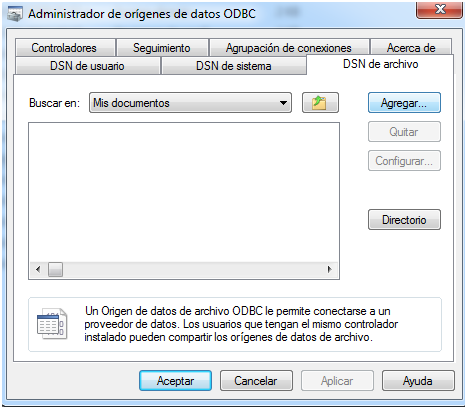 Administrador de orígenes de datos ODBC
Controladores Seguimiento Agrupación de conexiones Acerca de
DSN de usuario DSN de sistema DSN de archivo
Buscar en: Mis documentos Agregar...
Quitar
Configurar...
Directorio
Un Origen de datos de archivo ODBC le permite conectarse a un
proveedor de datos. Los usuarios que tengan el mismo controlador
instalado pueden compartir los orígenes de datos de archivo.
Aceptar Cancelar Aplicar Ayuda